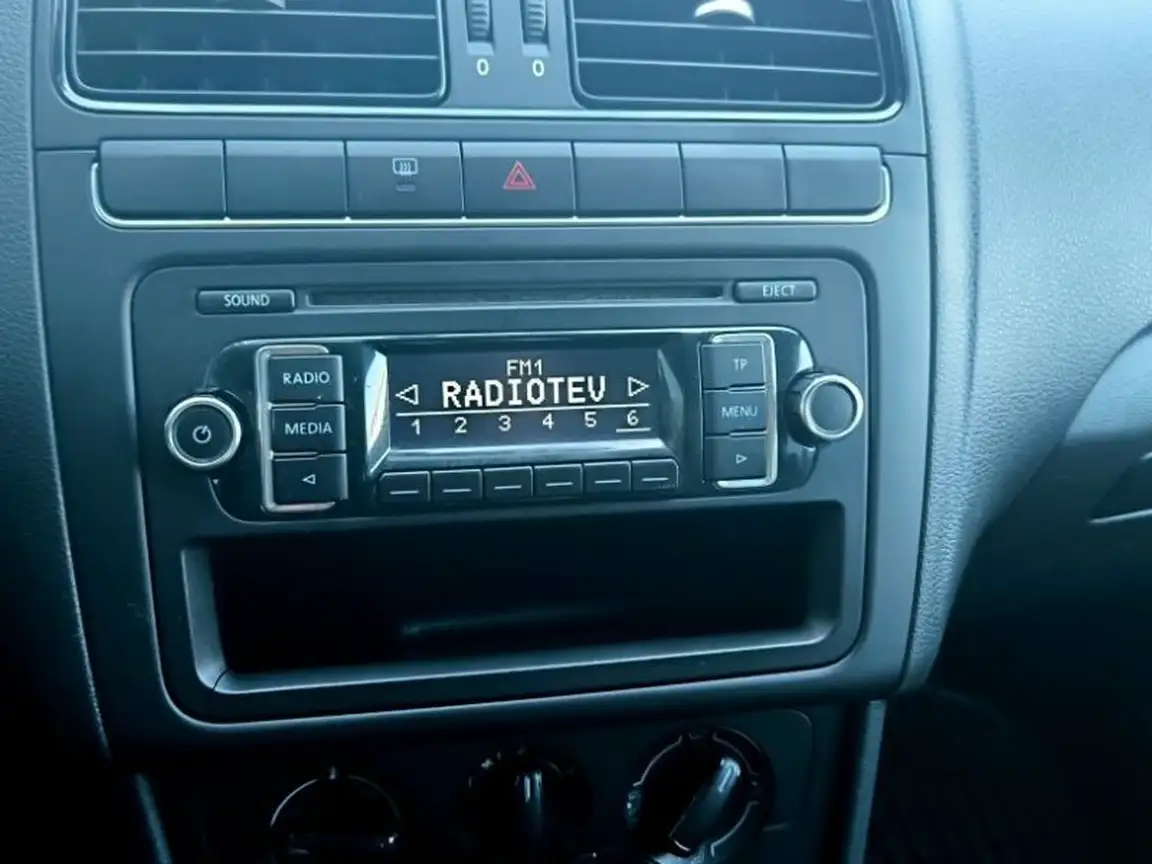 0 0
SOUND
EJECT
RADIO
MEDIA
FM1
RADIOTEV
1 2 3 4 5 6
TP
MENU